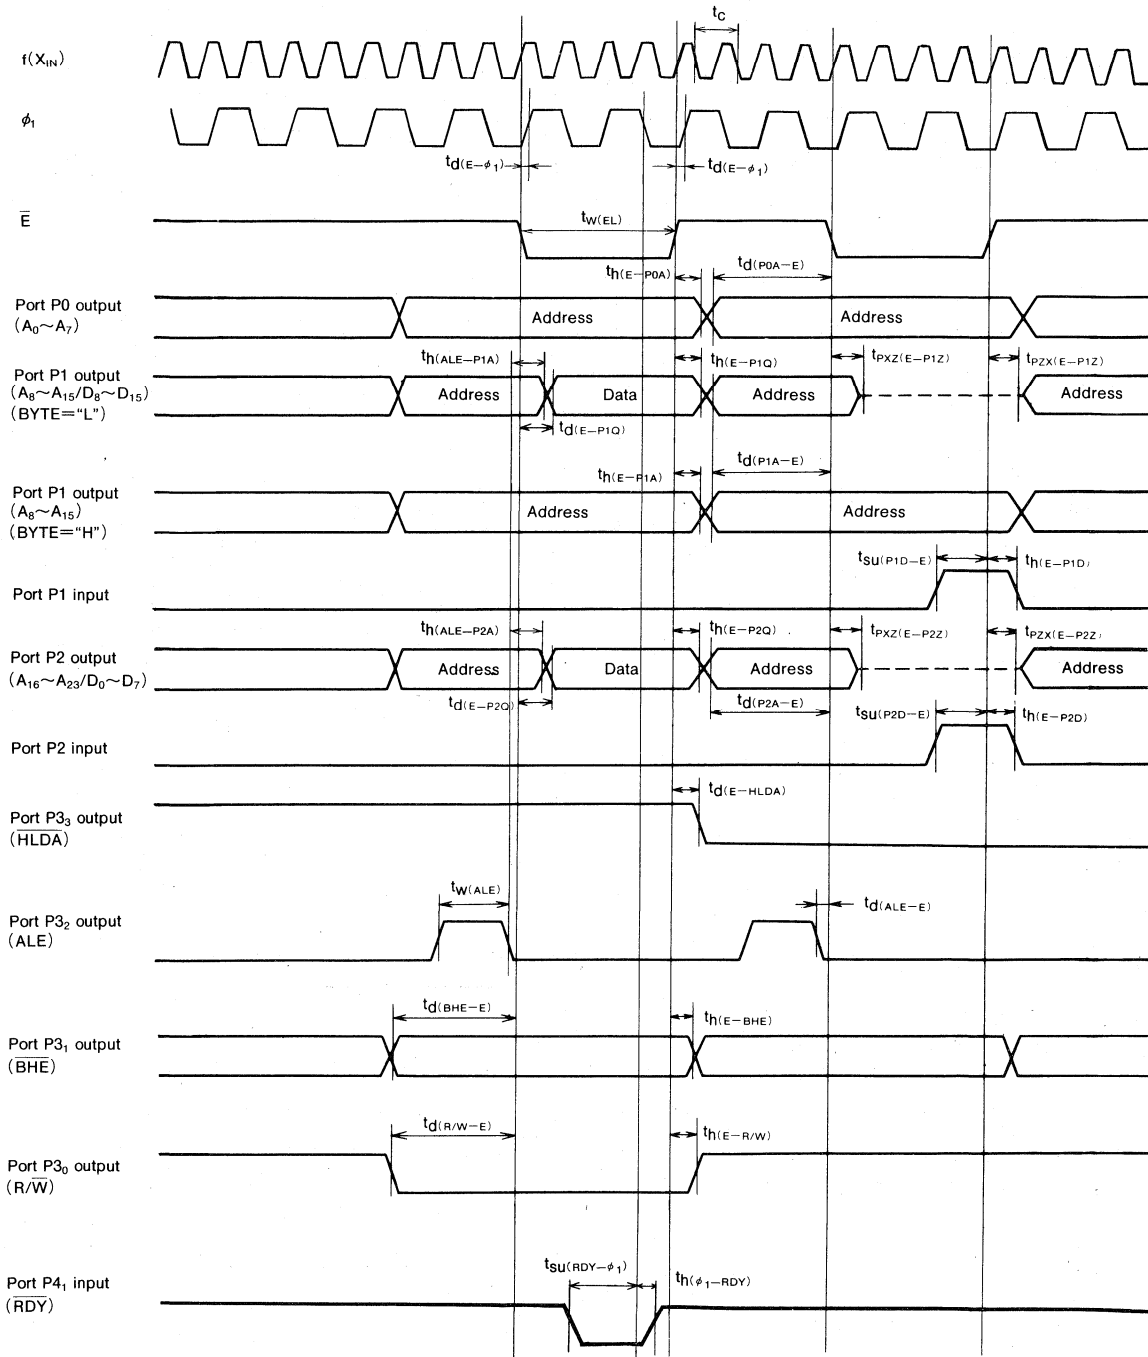 tC
f(XIN)
ϕ1
td(E−ϕ1) td(E−ϕ1)
E̅
tW(EL)
th(E−P0A) td(P0A−E)
Port P0 output
(A0~A7)
Address Address
th(ALE−P1A) th(E−P1Q) tPXZ(E−P1Z) tPZX(E−P1Z)
Port P1 output
(A8~A15/D8~D15)
(BYTE="L")
Address Data Address Address
td(E−P1Q)
th(E−P1A) td(P1A−E)
Port P1 output
(A8~A15)
(BYTE="H")
Address Address
tsu(P1D−E) th(E−P1D)
Port P1 input
th(ALE−P2A) th(E−P2Q) tPXZ(E−P2Z) tPZX(E−P2Z)
Port P2 output
(A16~A23/D0~D7)
Address Data Address Address
td(E−P2Q) td(P2A−E)
tsu(P2D−E) th(E−P2D)
Port P2 input
td(E−HLDA)
Port P33 output
(H̅L̅D̅A̅)
tW(ALE) td(ALE−E)
Port P32 output
(ALE)
td(BHE−E) th(E−BHE)
Port P31 output
(B̅H̅E̅)
td(R/W−E) th(E−R/W)
Port P30 output
(R/W̅)
tsu(RDY−ϕ1) th(ϕ1−RDY)
Port P41 input
(R̅D̅Y̅)